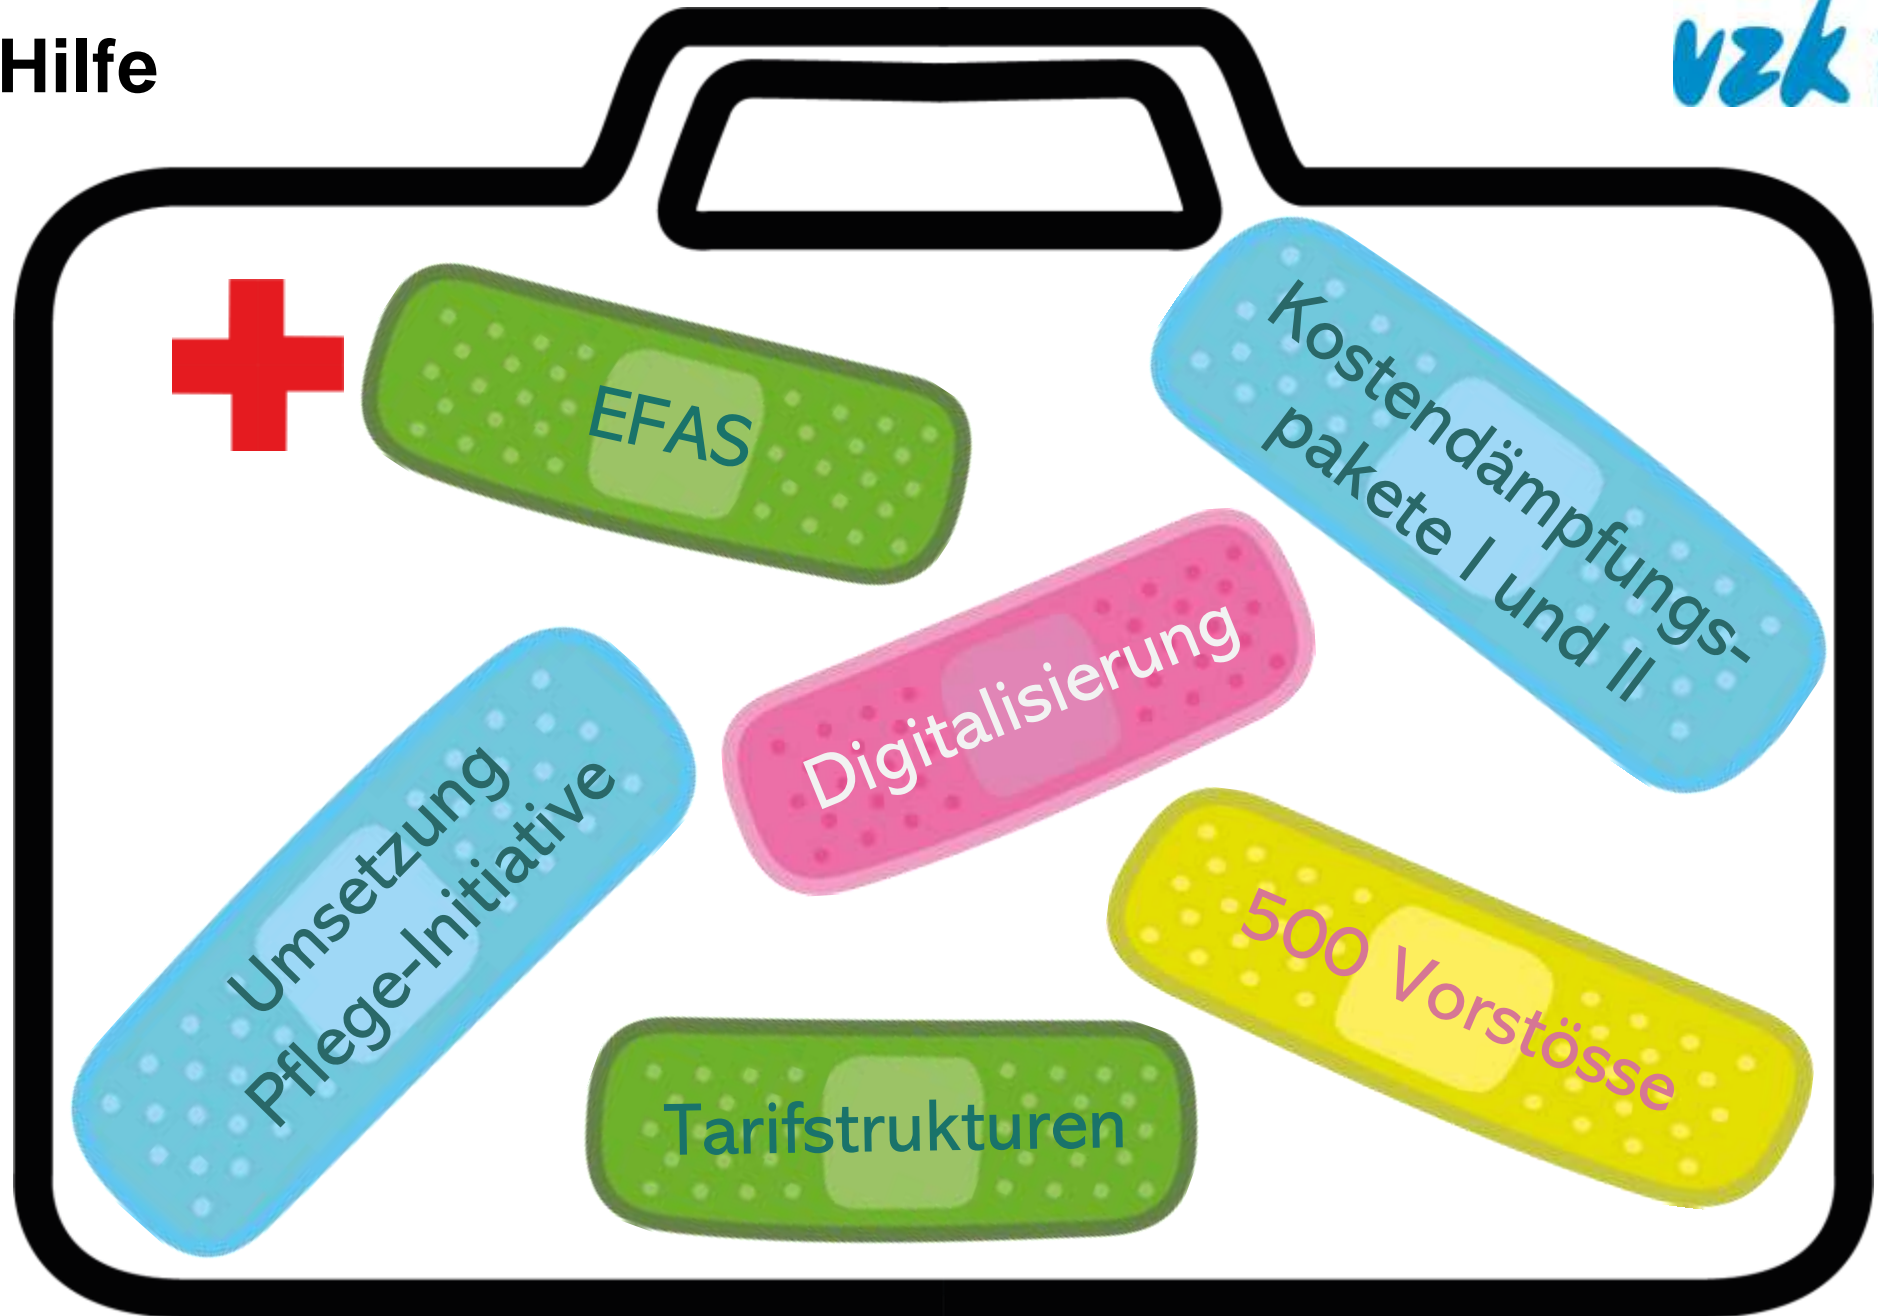 Hilfe
vzk
EFAS
Kostendämpfungs-
pakete I und II
Digitalisierung
Umsetzung
Pflege-Initiative
500 Vorstösse
Tarifstrukturen